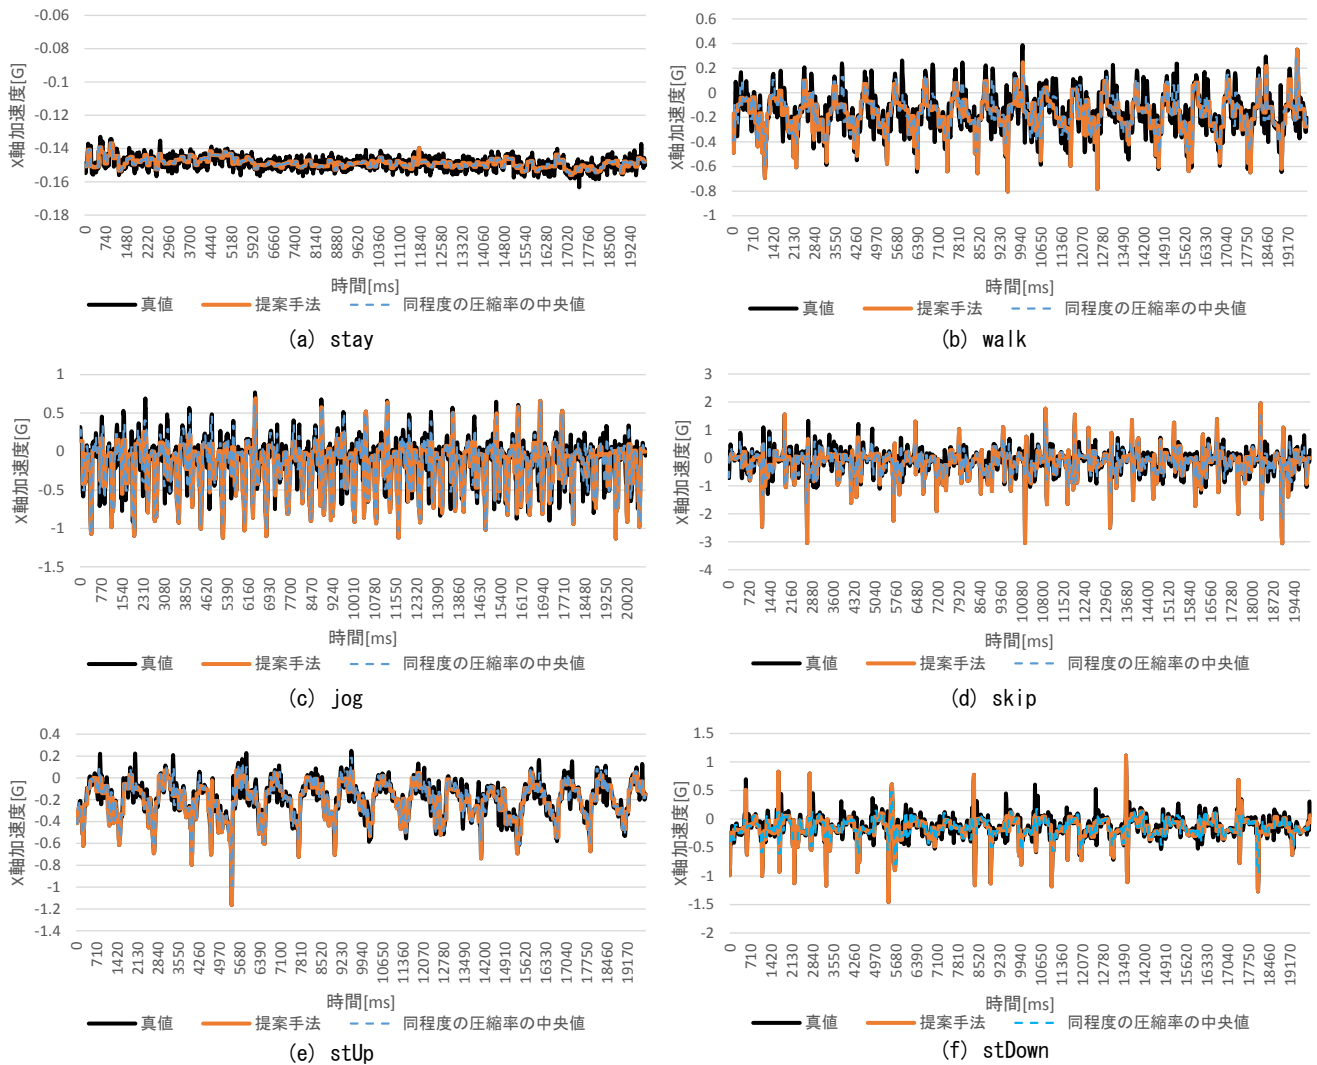 -0.06
-0.08
-0.1
-0.12
-0.14
-0.16
-0.18
X軸加速度[G]
0 740 1480 2220 2960 3700 4440 5180 5920 6660 7400 8140 8880 9620 10360 11100 11840 12580 13320 14060 14800 15540 16280 17020 17760 18500 19240
時間[ms]
真値 提案手法 同程度の圧縮率の中央値
(a) stay
0.6
0.4
0.2
0
-0.2
-0.4
-0.6
-0.8
-1
X軸加速度[G]
0 710 1420 2130 2840 3550 4260 4970 5680 6390 7100 7810 8520 9230 9940 10650 11360 12070 12780 13490 14200 14910 15620 16330 17040 17750 18460 19170
時間[ms]
真値 提案手法 同程度の圧縮率の中央値
(b) walk
1
0.5
0
-0.5
-1
-1.5
X軸加速度[G]
0 770 1540 2310 3080 3850 4620 5390 6160 6930 7700 8470 9240 10010 10780 11550 12320 13090 13860 14630 15400 16170 16940 17710 18480 19250 20020
時間[ms]
真値 提案手法 同程度の圧縮率の中央値
(c) jog
3
2
1
0
-1
-2
-3
-4
X軸加速度[G]
0 720 1440 2160 2880 3600 4320 5040 5760 6480 7200 7920 8640 9360 10080 10800 11520 12240 12960 13680 14400 15120 15840 16560 17280 18000 18720 19440
時間[ms]
真値 提案手法 同程度の圧縮率の中央値
(d) skip
0.4
0.2
0
-0.2
-0.4
-0.6
-0.8
-1
-1.2
-1.4
X軸加速度[G]
0 710 1420 2130 2840 3550 4260 4970 5680 6390 7100 7810 8520 9230 9940 10650 11360 12070 12780 13490 14200 14910 15620 16330 17040 17750 18460 19170
時間[ms]
真値 提案手法 同程度の圧縮率の中央値
(e) stUp
1.5
1
0.5
0
-0.5
-1
-1.5
-2
X軸加速度[G]
0 710 1420 2130 2840 3550 4260 4970 5680 6390 7100 7810 8520 9230 9940 10650 11360 12070 12780 13490 14200 14910 15620 16330 17040 17750 18460 19170
時間[ms]
真値 提案手法 同程度の圧縮率の中央値
(f) stDown